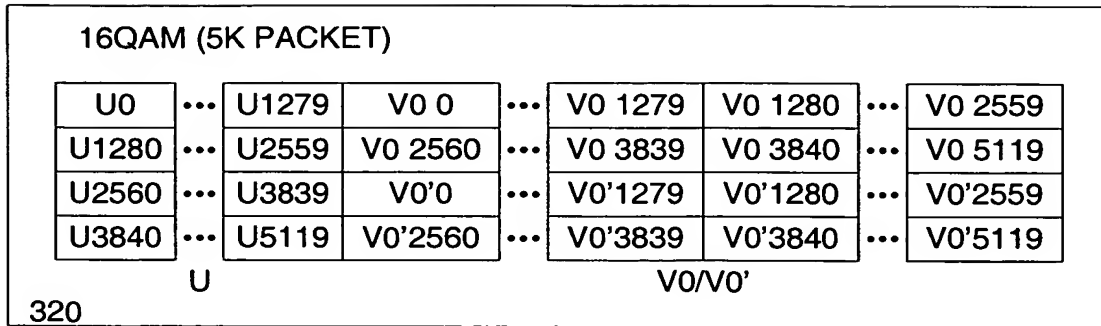 16QAM (5K PACKET)
U0 ••• U1279 V0 0 ••• V0 1279 V0 1280 ••• V0 2559
U1280 ••• U2559 V0 2560 ••• V0 3839 V0 3840 ••• V0 5119
U2560 ••• U3839 V0'0 ••• V0'1279 V0'1280 ••• V0'2559
U3840 ••• U5119 V0'2560 ••• V0'3839 V0'3840 ••• V0'5119
U V0/V0'
320